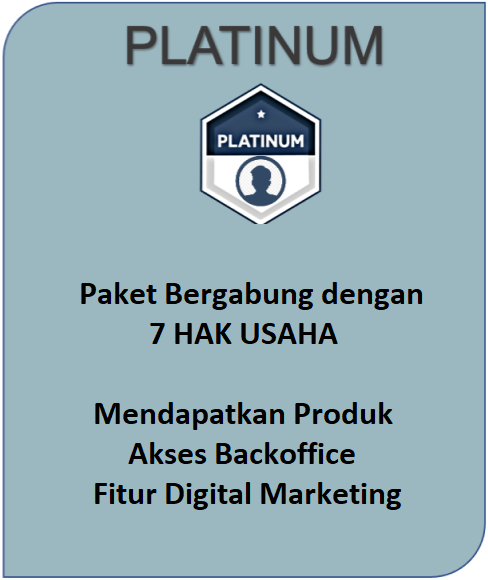 PLATINUM
PLATINUM
Paket Bergabung dengan
7 HAK USAHA
Mendapatkan Produk
Akses Backoffice
Fitur Digital Marketing